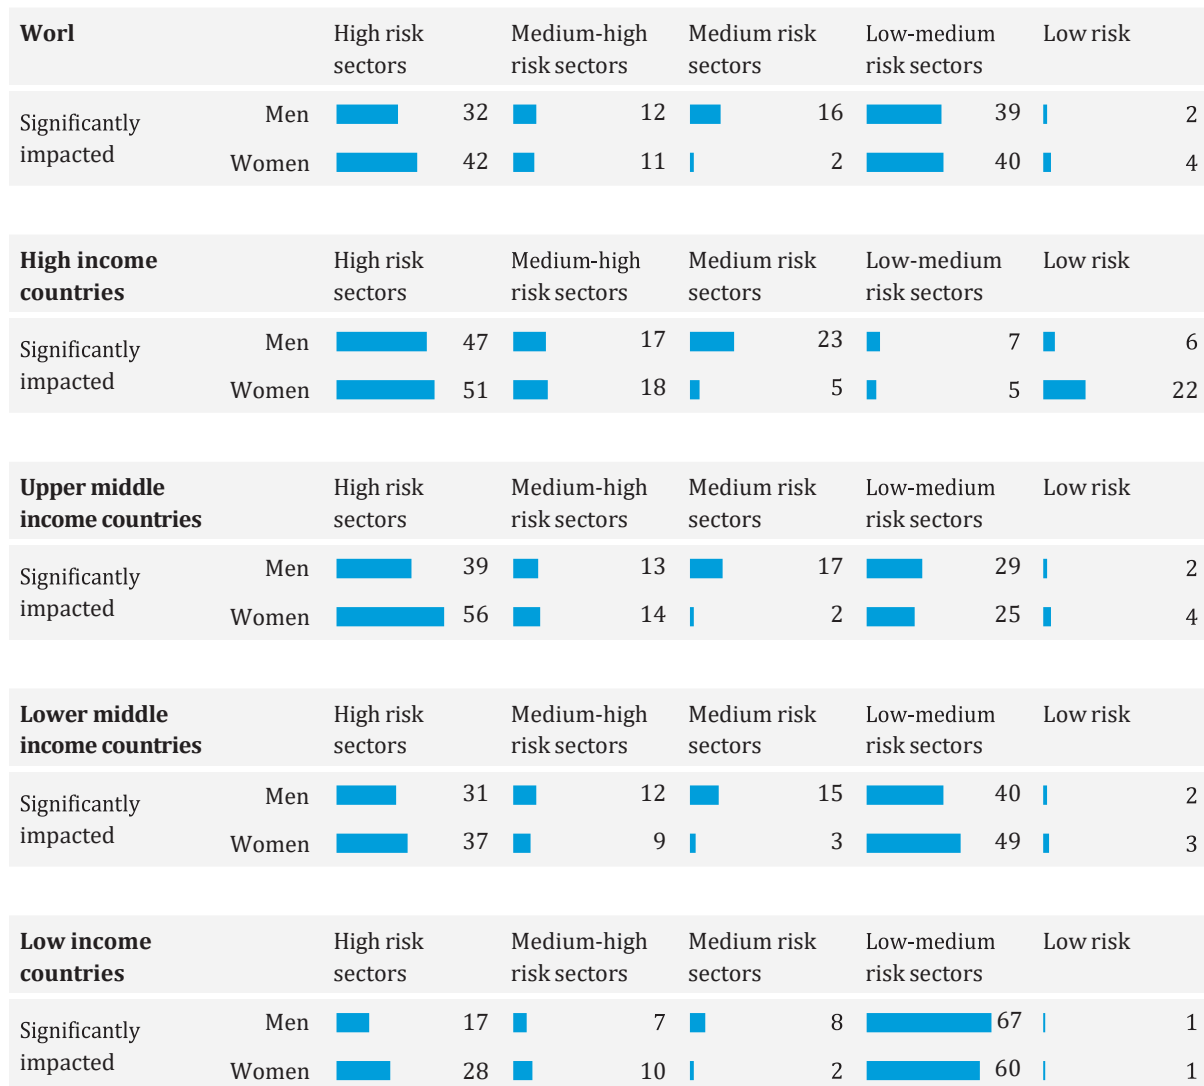 Worl High risk Medium-high Medium risk Low-medium Low risk
sectors risk sectors sectors risk sectors
Significantly Men 32 12 16 39 2
impacted Women 42 11 2 40 4
High income High risk Medium-high Medium risk Low-medium Low risk
countries sectors risk sectors sectors risk sectors
Significantly Men 47 17 23 7 6
impacted Women 51 18 5 5 22
Upper middle High risk Medium-high Medium risk Low-medium Low risk
income countries sectors risk sectors sectors risk sectors
Significantly Men 39 13 17 29 2
impacted Women 56 14 2 25 4
Lower middle High risk Medium-high Medium risk Low-medium Low risk
income countries sectors risk sectors sectors risk sectors
Significantly Men 31 12 15 40 2
impacted Women 37 9 3 49 3
Low income High risk Medium-high Medium risk Low-medium Low risk
countries sectors risk sectors sectors risk sectors
Significantly Men 17 7 8 67 1
impacted Women 28 10 2 60 1